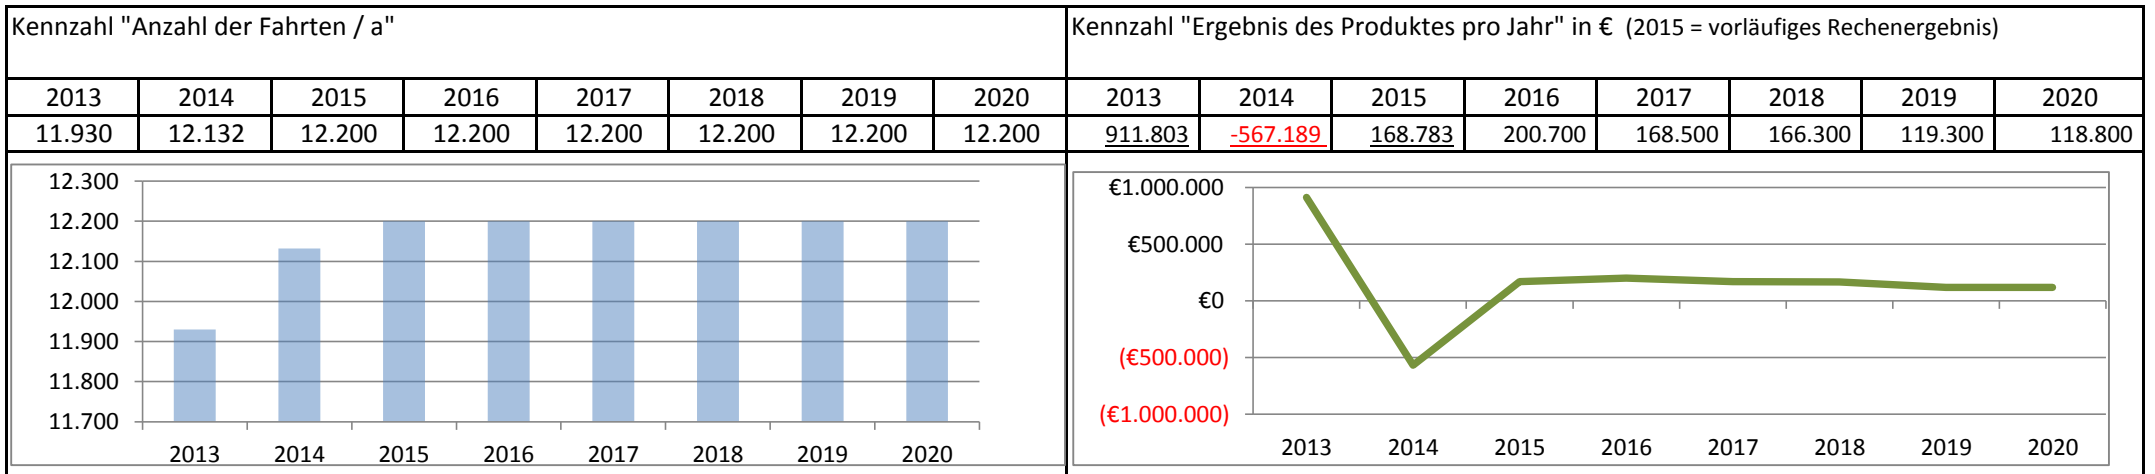 Kennzahl "Anzahl der Fahrten / a"
2013 2014 2015 2016 2017 2018 2019 2020
11.930 12.132 12.200 12.200 12.200 12.200 12.200 12.200
12.300
12.200
12.100
12.000
11.900
11.800
11.700
2013 2014 2015 2016 2017 2018 2019 2020
Kennzahl "Ergebnis des Produktes pro Jahr" in € (2015 = vorläufiges Rechenergebnis)
2013 2014 2015 2016 2017 2018 2019 2020
911.803 -567.189 168.783 200.700 168.500 166.300 119.300 118.800
€1.000.000
€500.000
€0
(€500.000)
(€1.000.000)
2013 2014 2015 2016 2017 2018 2019 2020